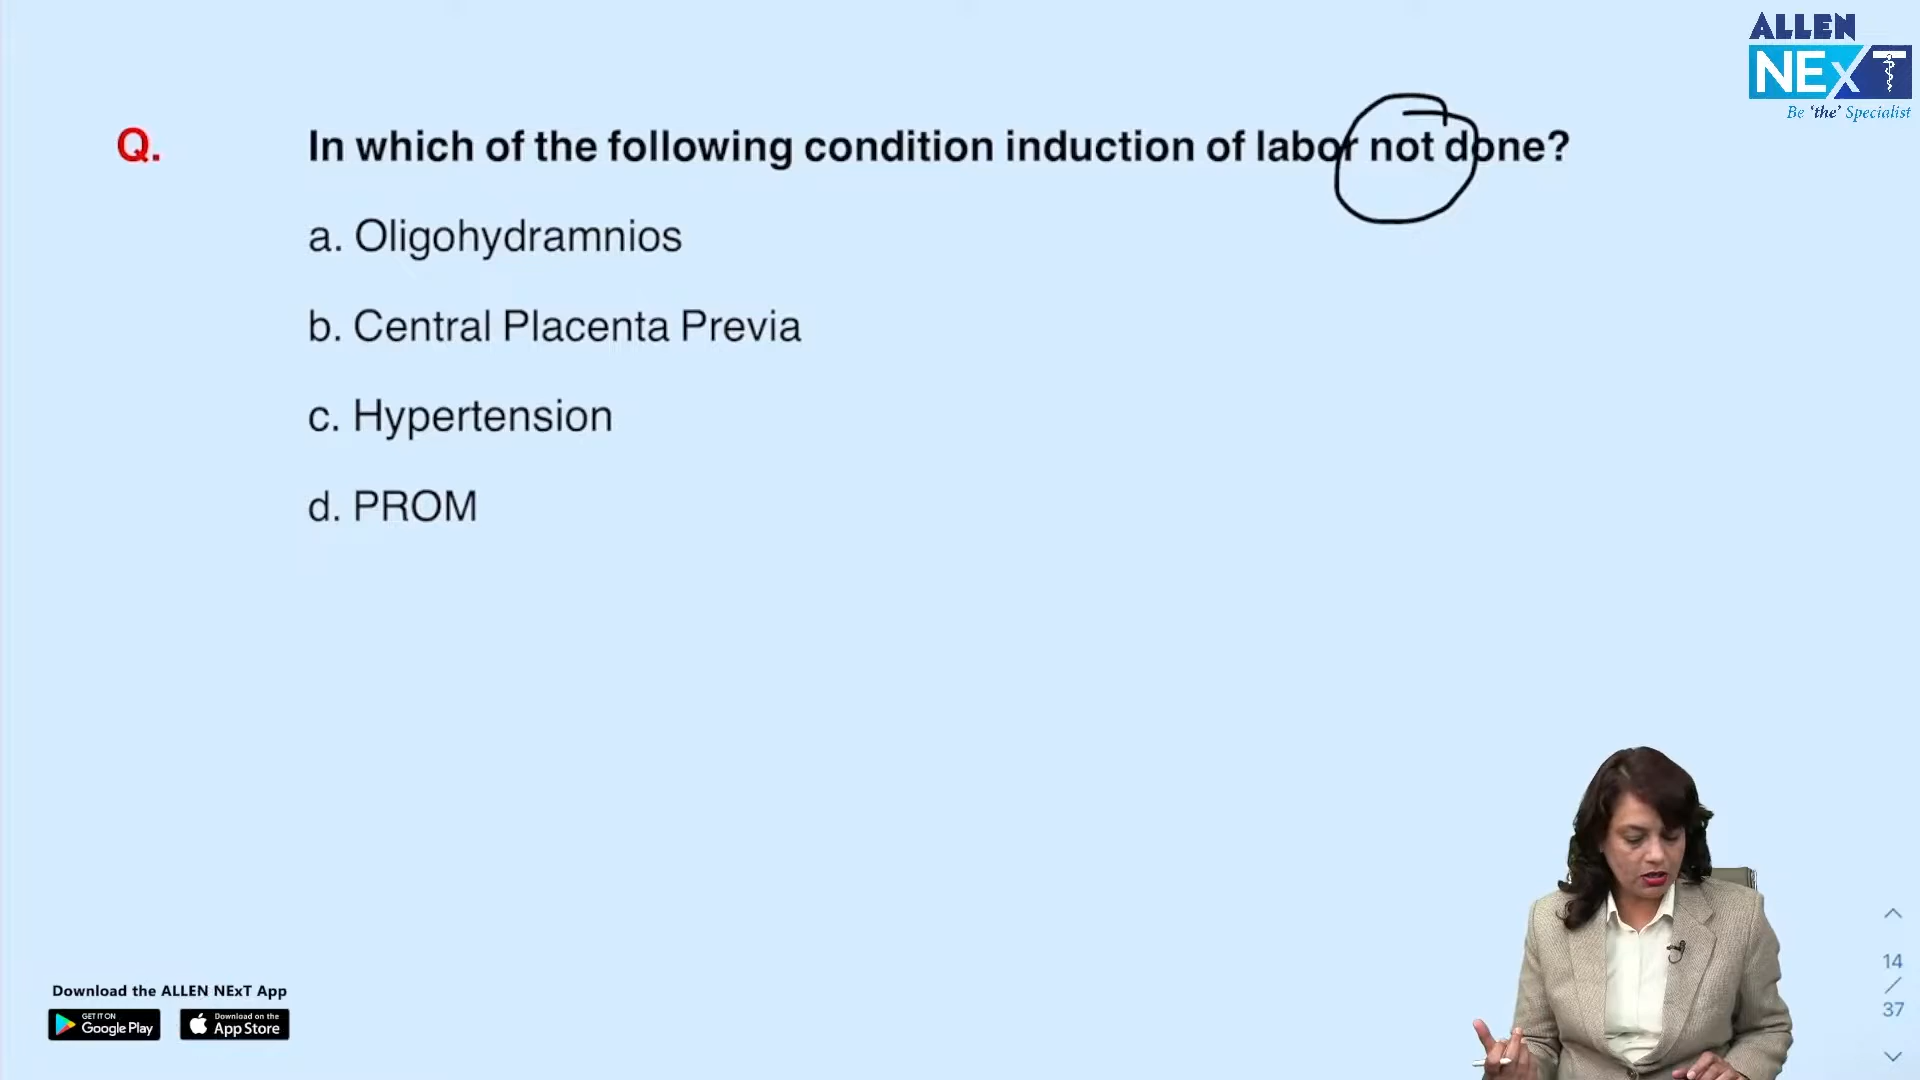 ALLEN
NExT
Be 'the' Specialist
Q. In which of the following condition induction of labor not done?
a. Oligohydramnios
b. Central Placenta Previa
c. Hypertension
d. PROM
14
/
37
Download the ALLEN NExT App
GET IT ON
Google Play
Download on the
App Store